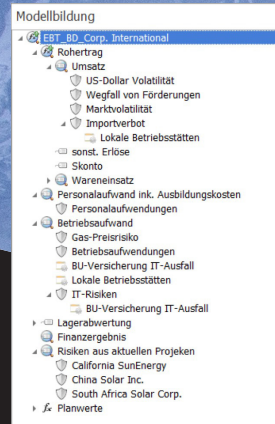 Modellbildung
EBT_BD_Corp. International
Rohertrag
Umsatz
US-Dollar Volatilität
Wegfall von Förderungen
Marktvolatilität
Importverbot
Lokale Betriebsstätten
sonst. Erlöse
Skonto
Wareneinsatz
Personalaufwand ink. Ausbildungskosten
Personalaufwendungen
Betriebsaufwand
Gas-Preisrisiko
Betriebsaufwendungen
BU-Versicherung IT-Ausfall
Lokale Betriebsstätten
IT-Risiken
BU-Versicherung IT-Ausfall
Lagerabwertung
Finanzergebnis
Risiken aus aktuellen Projeken
California SunEnergy
China Solar Inc.
South Africa Solar Corp.
fx Planwerte